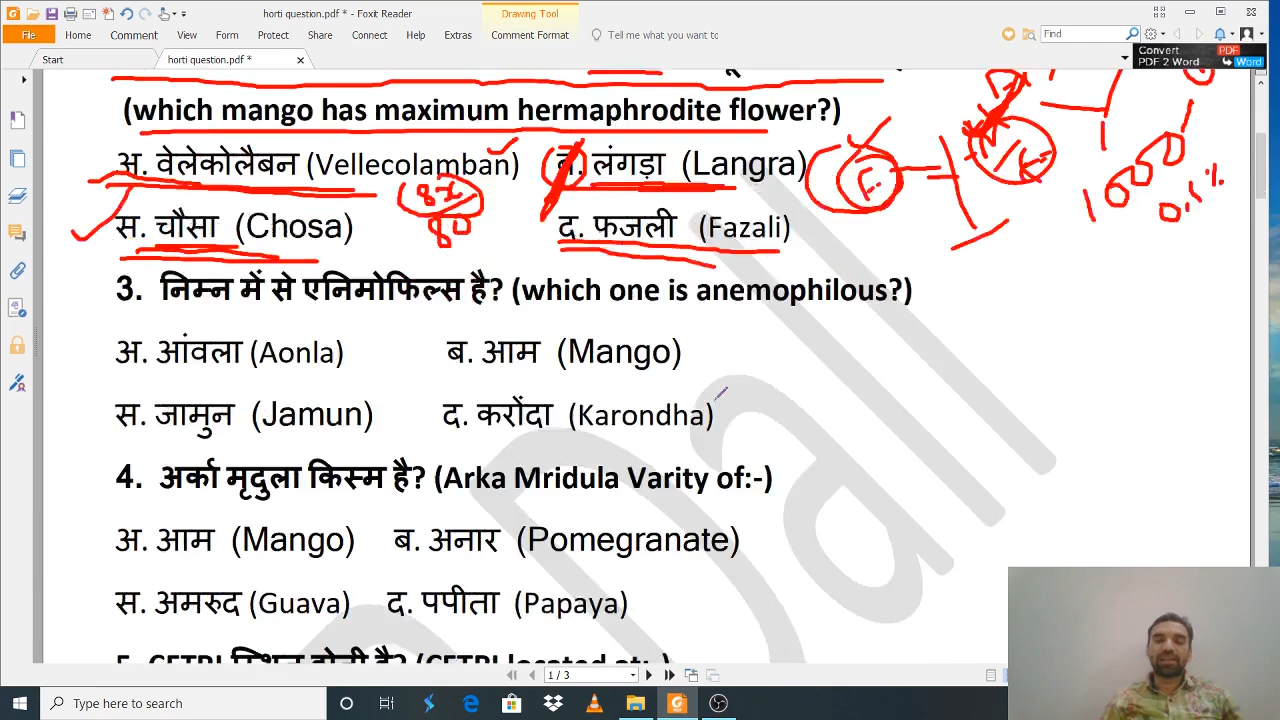 horti question.pdf * - Foxit Reader
Drawing Tool
File Home Comment View Form Protect Share Connect Help Extras Comment Format Tell me what you want Find
Start horti question.pdf *
Convert PDF
PDF 2 Word Word
(which mango has maximum hermaphrodite flower?)
अ. वेलेकोलैबन (Vellecolamban) ब. लंगड़ा (Langra)
स. चौसा (Chosa) द. फजली (Fazali)
3. निम्न में से एनिमोफिल्स है? (which one is anemophilous?)
अ. आंवला (Aonla) ब. आम (Mango)
स. जामुन (Jamun) द. करोंदा (Karondha)
4. अर्का मृदुला किस्म है? (Arka Mridula Varity of:-)
अ. आम (Mango) ब. अनार (Pomegranate)
स. अमरुद (Guava) द. पपीता (Papaya)
1 / 3
Type here to search